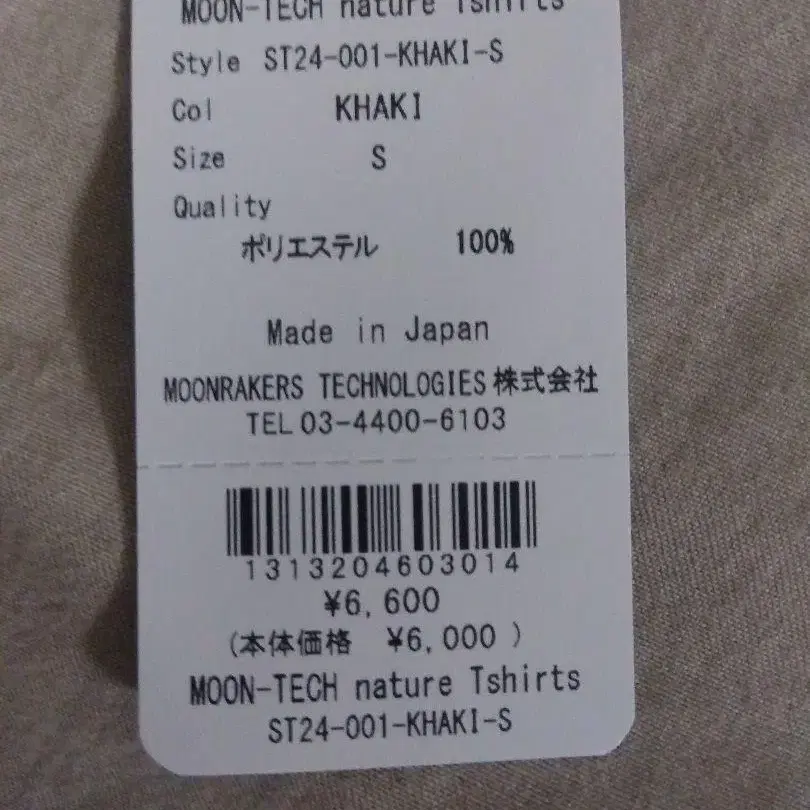 MOON-TECH nature Tshirts
Style ST24-001-KHAKI-S
Col KHAKI
Size S
Quality
ポリエステル 100%
Made in Japan
MOONRAKERS TECHNOLOGIES株式会社
TEL 03-4400-6103
1313204603014
¥6,600
(本体価格 ¥6,000 )
MOON-TECH nature Tshirts
ST24-001-KHAKI-S